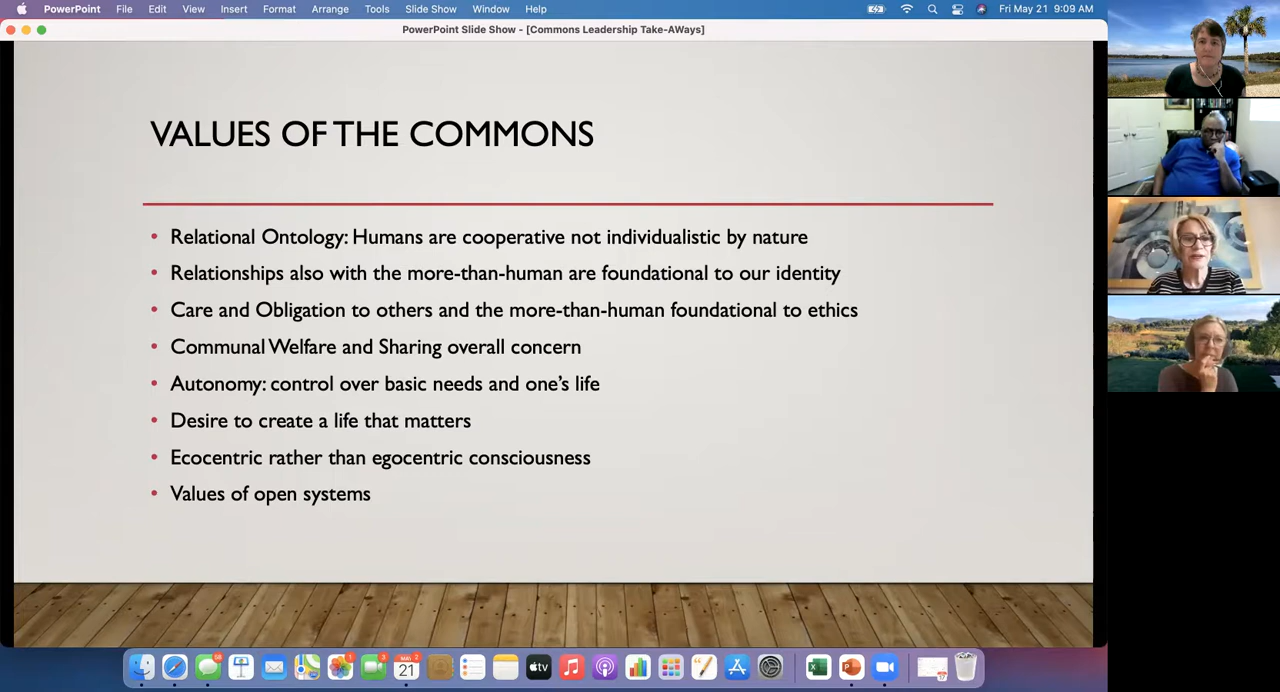 PowerPoint File Edit View Insert Format Arrange Tools Slide Show Window Help Fri May 21 9:09 AM
PowerPoint Slide Show - [Commons Leadership Take-AWays]
VALUES OF THE COMMONS
• Relational Ontology: Humans are cooperative not individualistic by nature
• Relationships also with the more-than-human are foundational to our identity
• Care and Obligation to others and the more-than-human foundational to ethics
• Communal Welfare and Sharing overall concern
• Autonomy: control over basic needs and one's life
• Desire to create a life that matters
• Ecocentric rather than egocentric consciousness
• Values of open systems
21
tv